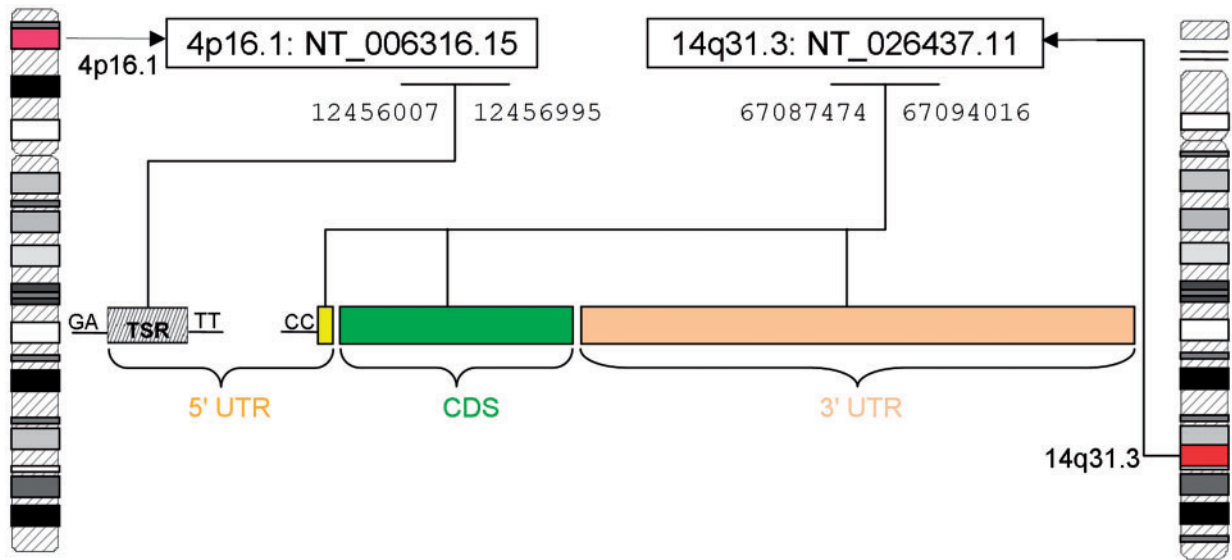 4p16.1
4p16.1: NT_006316.15
14q31.3: NT_026437.11
12456007 12456995
67087474 67094016
GA TSR TT CC
5' UTR
CDS
3' UTR
14q31.3